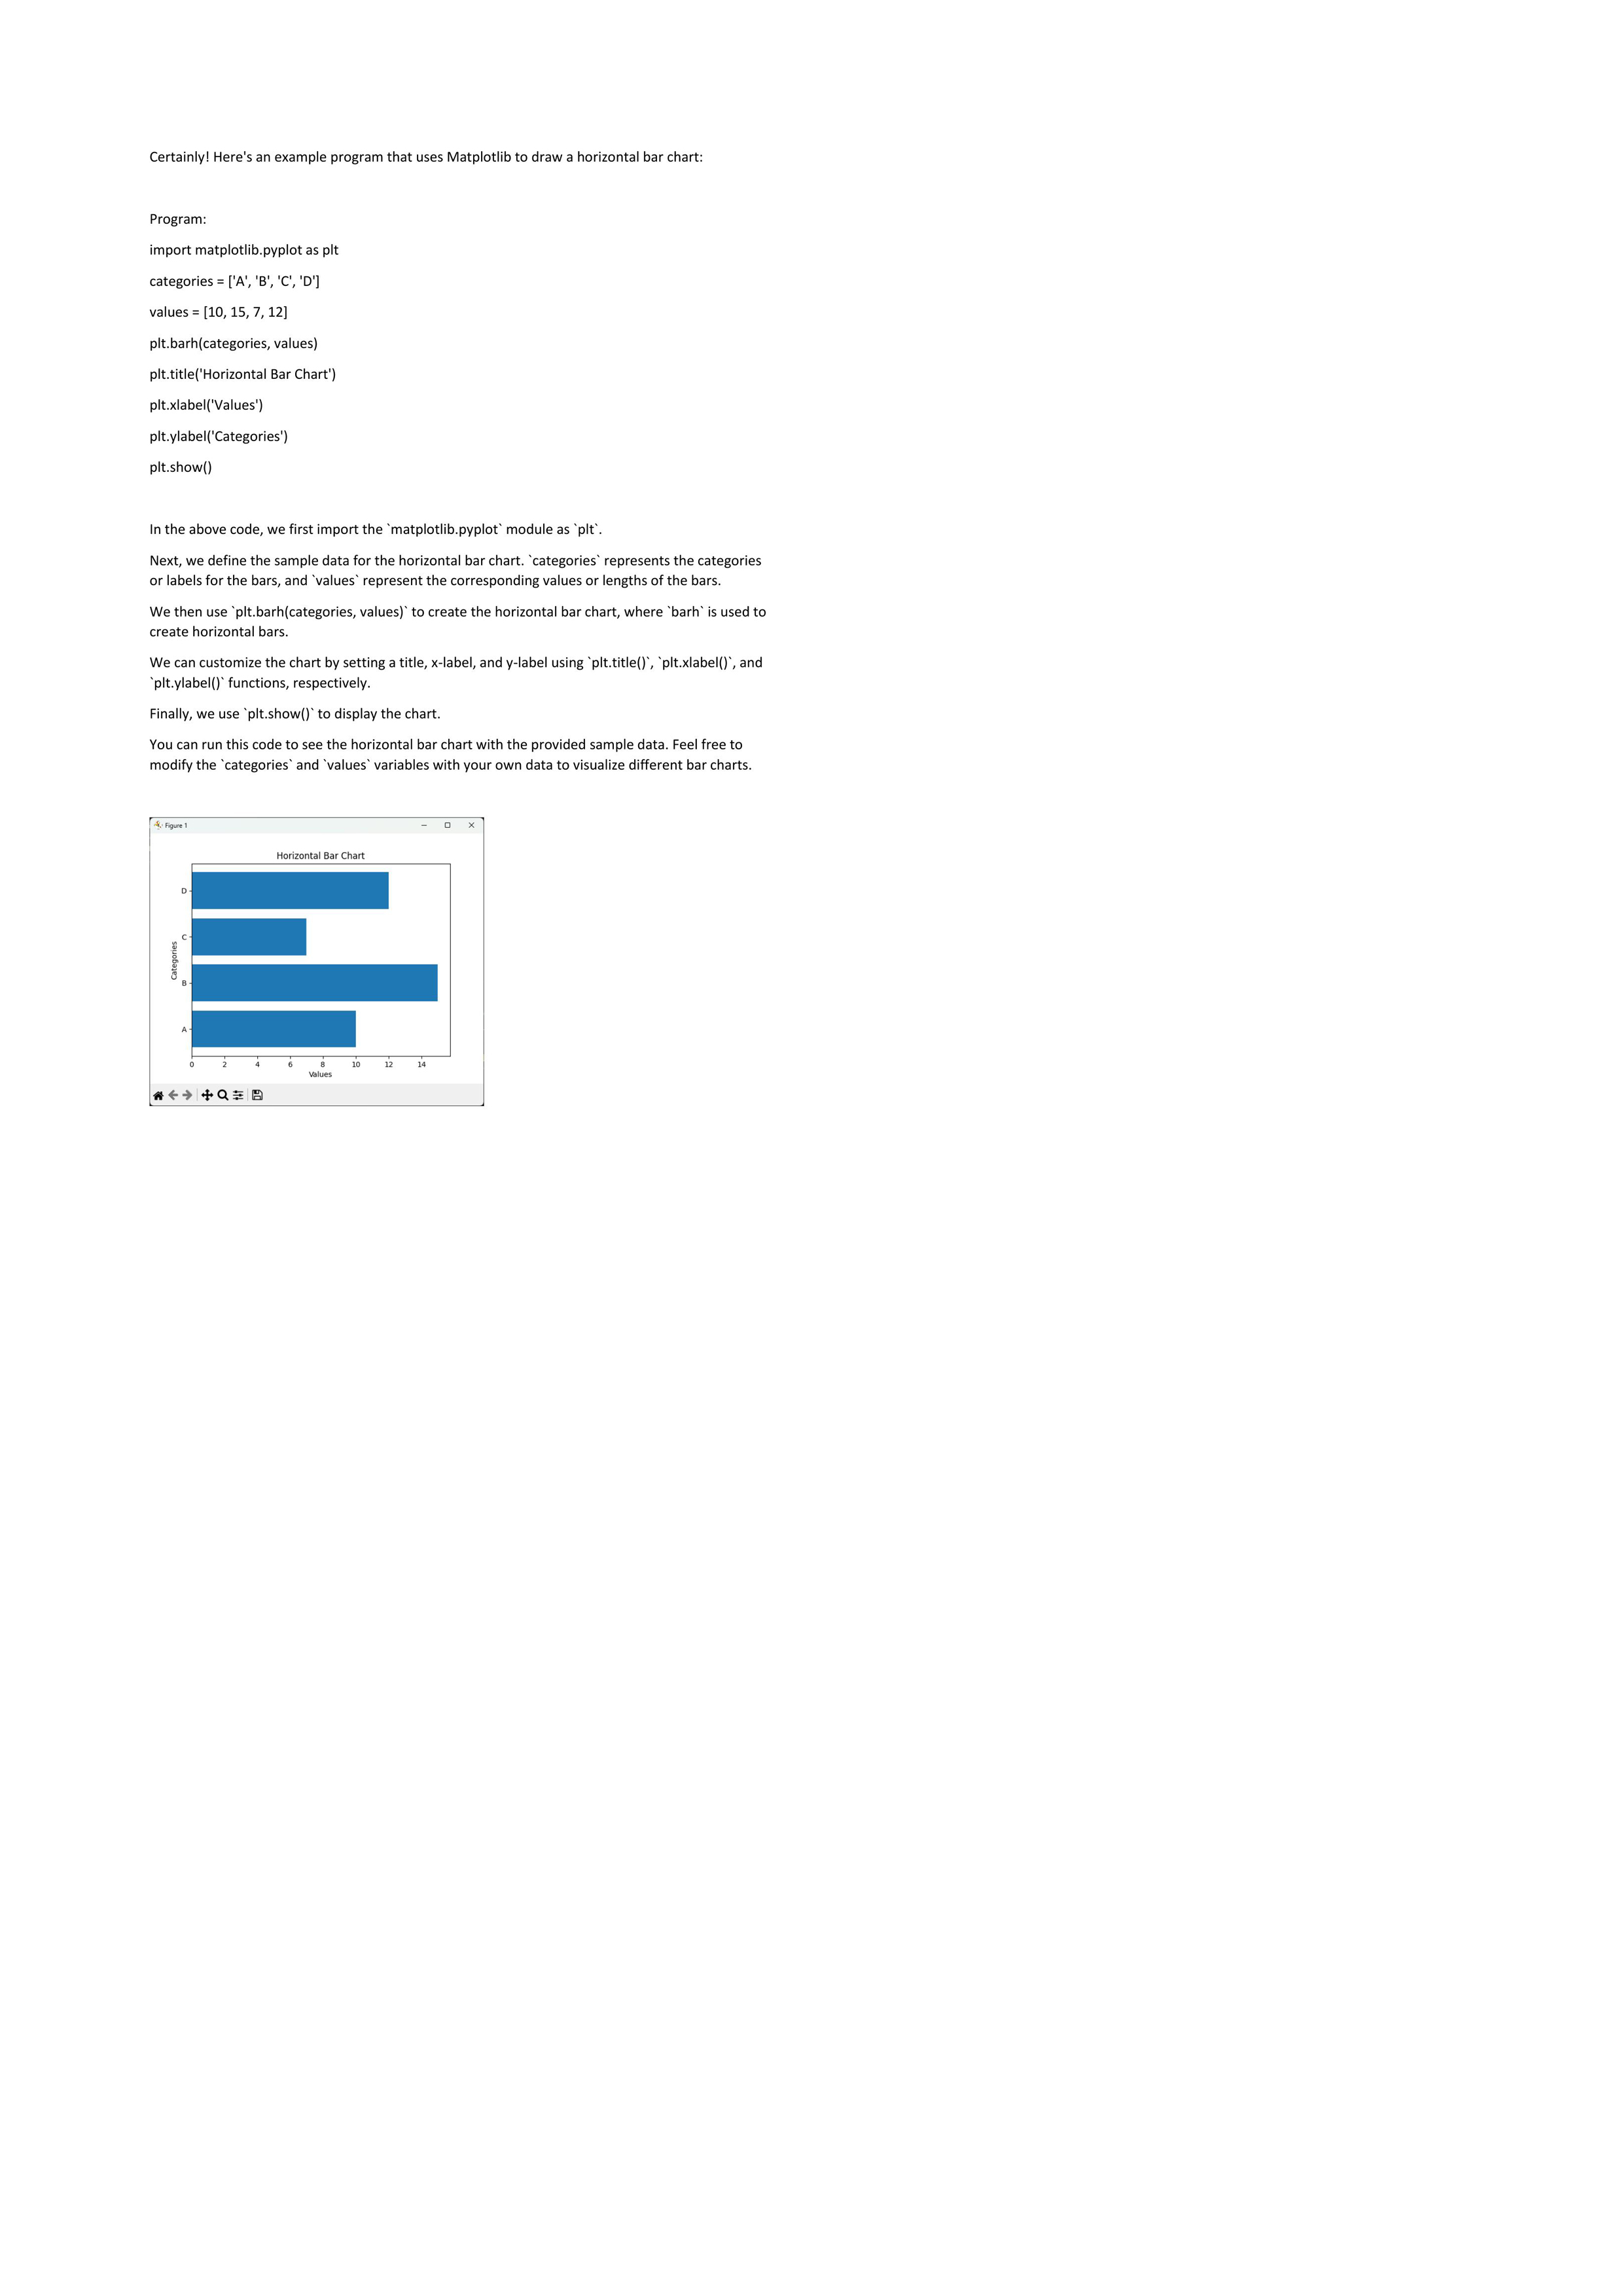 Certainly! Here's an example program that uses Matplotlib to draw a horizontal bar chart:
Program:
import matplotlib.pyplot as plt
categories = ['A', 'B', 'C', 'D']
values = [10, 15, 7, 12]
plt.barh(categories, values)
plt.title('Horizontal Bar Chart')
plt.xlabel('Values')
plt.ylabel('Categories')
plt.show()
In the above code, we first import the `matplotlib.pyplot` module as `plt`.
Next, we define the sample data for the horizontal bar chart. `categories` represents the categories
or labels for the bars, and `values` represent the corresponding values or lengths of the bars.
We then use `plt.barh(categories, values)` to create the horizontal bar chart, where `barh` is used to
create horizontal bars.
We can customize the chart by setting a title, x-label, and y-label using `plt.title()`, `plt.xlabel()`, and
`plt.ylabel()` functions, respectively.
Finally, we use `plt.show()` to display the chart.
You can run this code to see the horizontal bar chart with the provided sample data. Feel free to
modify the `categories` and `values` variables with your own data to visualize different bar charts.
Figure 1
Horizontal Bar Chart
D
C
Categories
B
A
0 2 4 6 8 10 12 14
Values